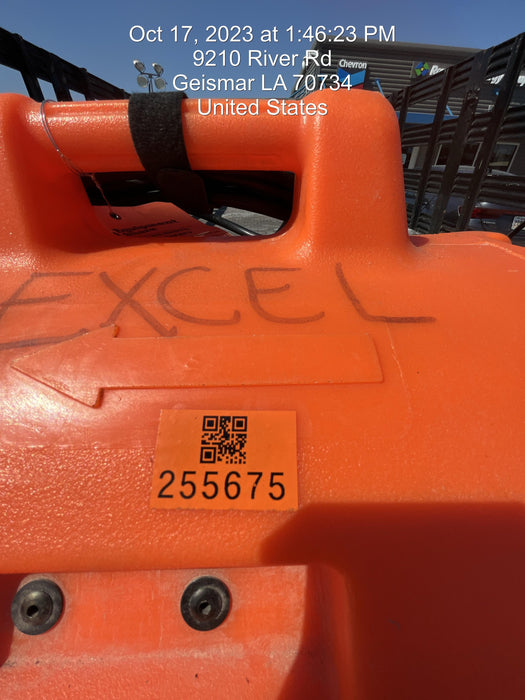 Oct 17, 2023 at 1:46:23 PM
9210 River Rd
Geismar LA 70734
United States
Chevron
EXCEL
255675